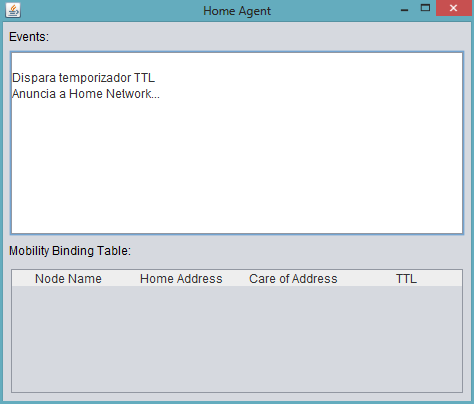 Home Agent
Events:
Dispara temporizador TTL
Anuncia a Home Network...
Mobility Binding Table:
Node Name Home Address Care of Address TTL